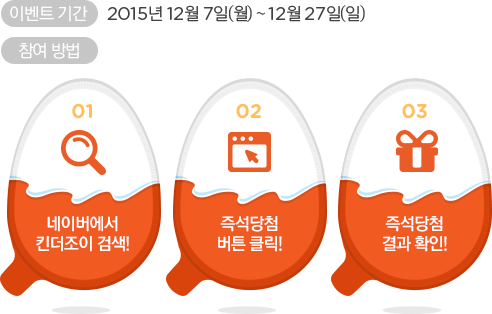 이벤트 기간 2015년 12월 7일(월) ~ 12월 27일(일)
참여 방법
01
네이버에서
킨더조이 검색!
02
즉석당첨
버튼 클릭!
03
즉석당첨
결과 확인!